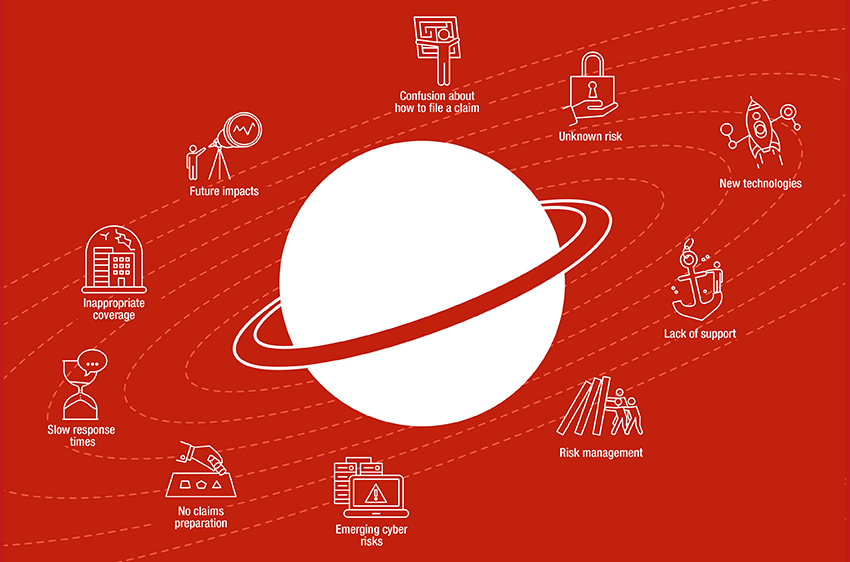 Confusion about
how to file a claim
Unknown risk
New technologies
Future impacts
Inappropriate
coverage
Lack of support
Slow response
times
Risk management
No claims
preparation
Emerging cyber
risks